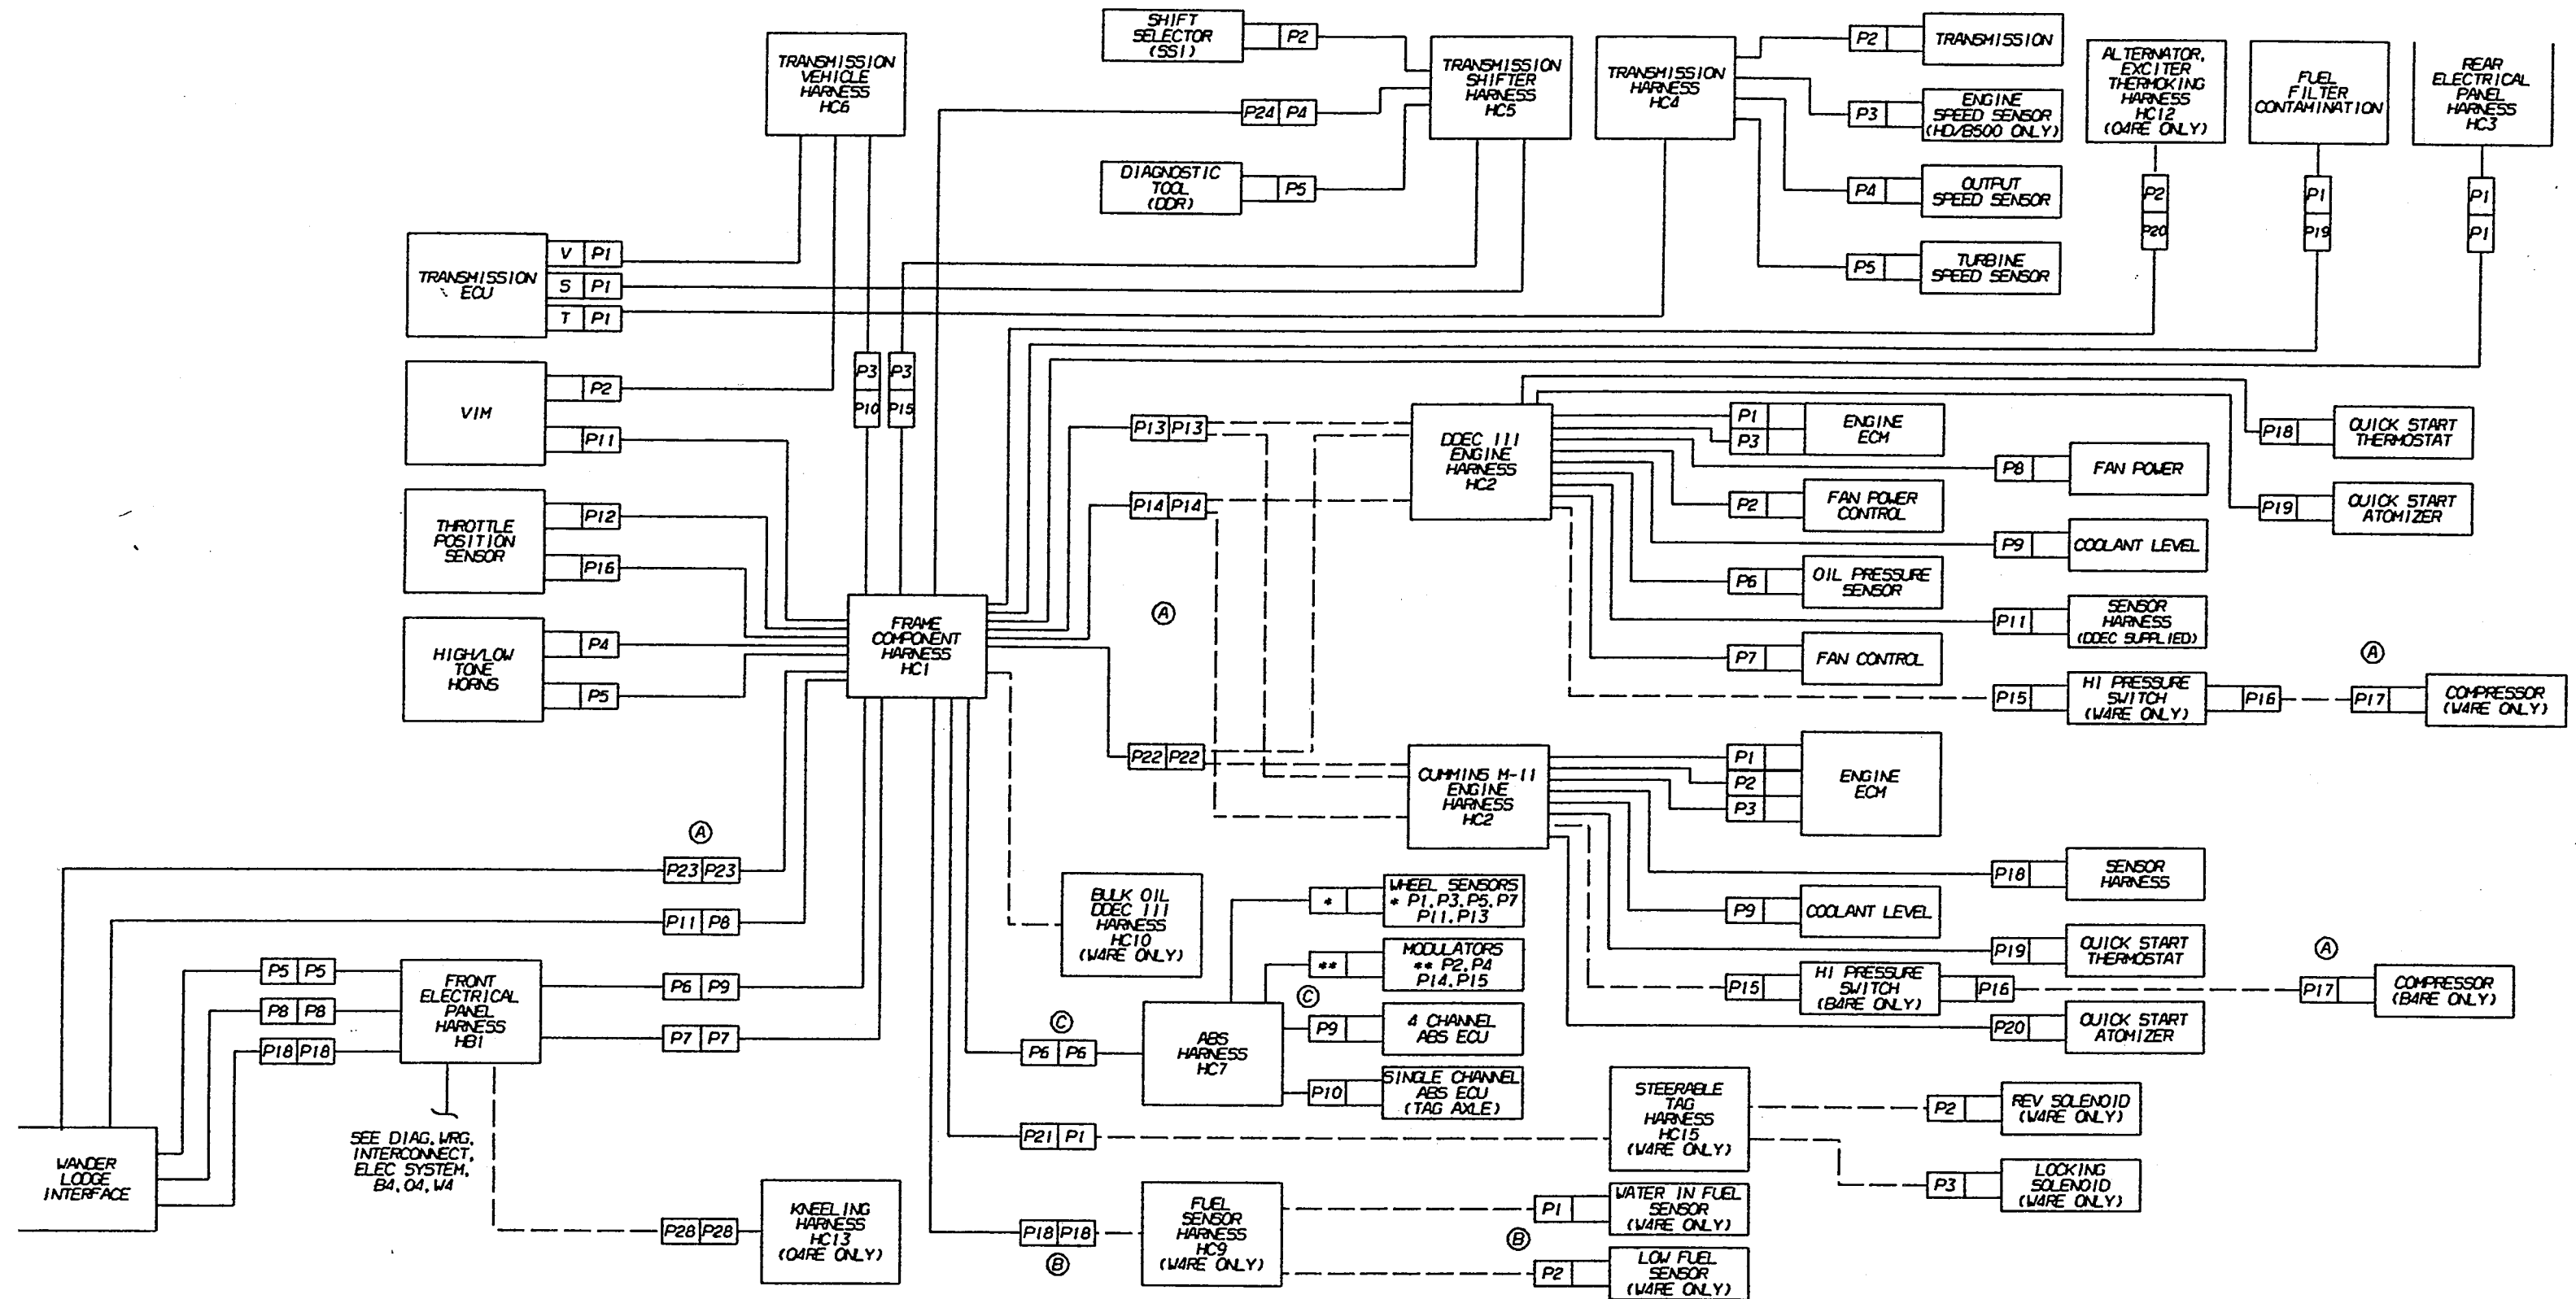 TRANSMISSION
VEHICLE
HARNESS
HC6
SHIFT
SELECTOR
(SSI)
P2
P24 P4
DIAGNOSTIC
TOOL
(DDR)
P5
TRANSMISSION
SHIFTER
HARNESS
HC5
TRANSMISSION
HARNESS
HC4
P2
TRANSMISSION
P3
ENGINE
SPEED SENSOR
(HD/B500 ONLY)
P4
OUTPUT
SPEED SENSOR
P5
TURBINE
SPEED SENSOR
ALTERNATOR,
EXCITER
THERMOKING
HARNESS
HC12
(O4RE ONLY)
P2
P20
FUEL
FILTER
CONTAMINATION
P1
P19
REAR
ELECTRICAL
PANEL
HARNESS
HC3
P1
P1
TRANSMISSION
ECU
V P1
S P1
T P1
VIM
P2
P11
P3
P10
P3
P15
THROTTLE
POSITION
SENSOR
P12
P16
HIGH/LOW
TONE
HORNS
P4
P5
FRAME
COMPONENT
HARNESS
HC1
P13 P13
P14 P14
A
P22 P22
DDEC III
ENGINE
HARNESS
HC2
P1
P3
ENGINE
ECM
P8
FAN POWER
P2
FAN POWER
CONTROL
P9
COOLANT LEVEL
P6
OIL PRESSURE
SENSOR
P11
SENSOR
HARNESS
(DDEC SUPPLIED)
P7
FAN CONTROL
P15
HI PRESSURE
SWITCH
(W4RE ONLY)
P16
A
P17
COMPRESSOR
(W4RE ONLY)
P18
QUICK START
THERMOSTAT
P19
QUICK START
ATOMIZER
CUMMINS M-11
ENGINE
HARNESS
HC2
P1
P2
P3
ENGINE
ECM
P18
SENSOR
HARNESS
P9
COOLANT LEVEL
P19
QUICK START
THERMOSTAT
P15
HI PRESSURE
SWITCH
(B4RE ONLY)
P16
A
P17
COMPRESSOR
(B4RE ONLY)
P20
QUICK START
ATOMIZER
A
P23 P23
P11 P8
P5 P5
P8 P8
P18 P18
FRONT
ELECTRICAL
PANEL
HARNESS
HB1
P6 P9
P7 P7
WANDER
LODGE
INTERFACE
SEE DIAG, WRG,
INTERCONNECT,
ELEC SYSTEM,
B4, O4, W4
P28 P28
KNEELING
HARNESS
HC13
(O4RE ONLY)
BULK OIL
DDEC III
HARNESS
HC10
(W4RE ONLY)
*
WHEEL SENSORS
* P1, P3, P5, P7
P11, P13
**
MODULATORS
** P2, P4
P14, P15
C
C
P6 P6
ABS
HARNESS
HC7
P9
4 CHANNEL
ABS ECU
P10
SINGLE CHANNEL
ABS ECU
(TAG AXLE)
P21 P1
STEERABLE
TAG
HARNESS
HC15
(W4RE ONLY)
P2
REV SOLENOID
(W4RE ONLY)
P3
LOCKING
SOLENOID
(W4RE ONLY)
P18 P18
B
FUEL
SENSOR
HARNESS
HC9
(W4RE ONLY)
P1
WATER IN FUEL
SENSOR
(W4RE ONLY)
B
P2
LOW FUEL
SENSOR
(W4RE ONLY)